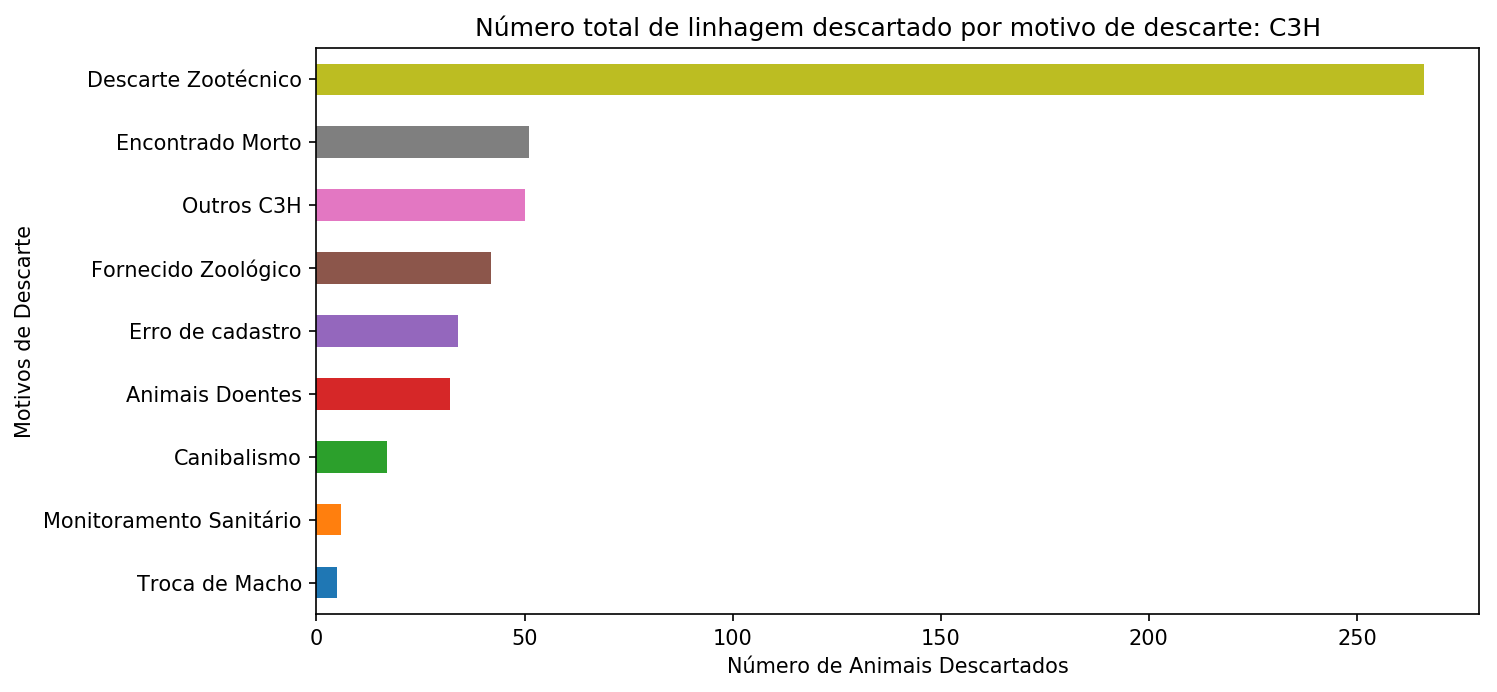 Número total de linhagem descartado por motivo de descarte: C3H
Motivos de Descarte
Descarte Zootécnico
Encontrado Morto
Outros C3H
Fornecido Zoológico
Erro de cadastro
Animais Doentes
Canibalismo
Monitoramento Sanitário
Troca de Macho
0 50 100 150 200 250
Número de Animais Descartados